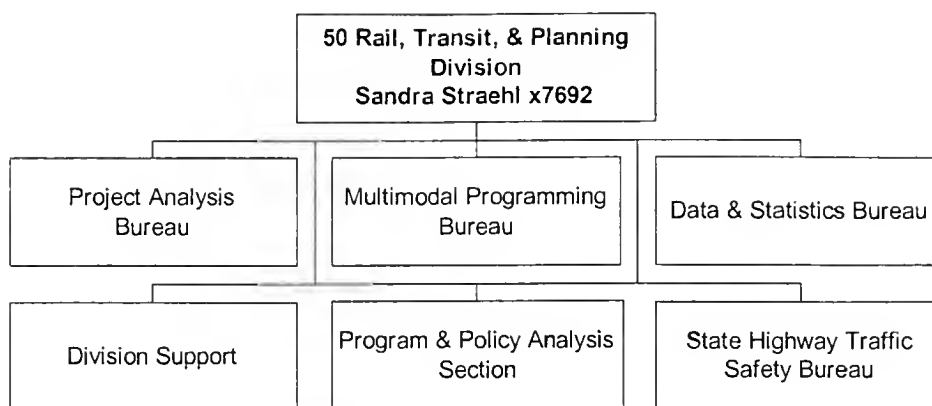 50 Rail, Transit, & Planning
Division
Sandra Straehl x7692
Project Analysis
Bureau
Multimodal Programming
Bureau
Data & Statistics Bureau
Division Support
Program & Policy Analysis
Section
State Highway Traffic
Safety Bureau